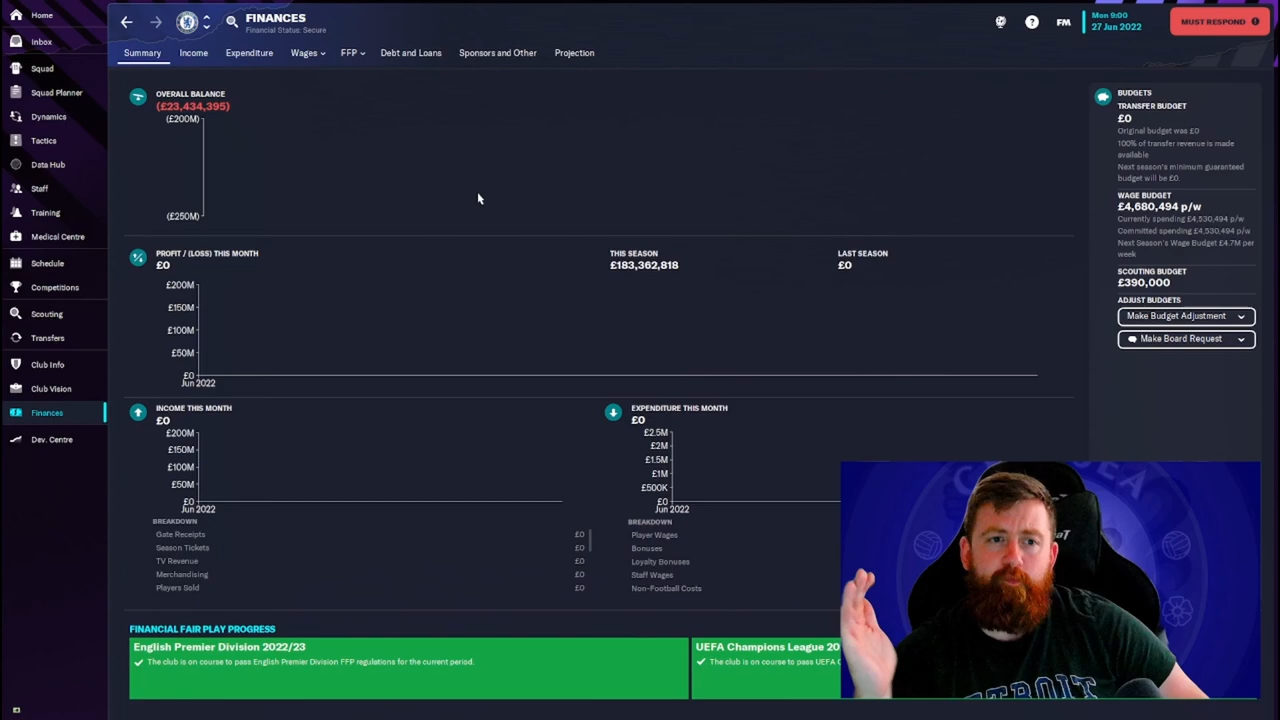 Home
FINANCES
Financial Status: Secure
FM
Mon 9:00
27 Jun 2022
MUST RESPOND
Inbox
Squad
Squad Planner
Dynamics
Tactics
Data Hub
Staff
Training
Medical Centre
Schedule
Competitions
Scouting
Transfers
Club Info
Club Vision
Finances
Dev. Centre
Summary
Income
Expenditure
Wages
FFP
Debt and Loans
Sponsors and Other
Projection
OVERALL BALANCE
(£23,434,395)
(£200M)
(£250M)
PROFIT / (LOSS) THIS MONTH
£0
THIS SEASON
£183,362,818
LAST SEASON
£0
£200M
£150M
£100M
£50M
£0
Jun 2022
INCOME THIS MONTH
£0
£200M
£150M
£100M
£50M
£0
Jun 2022
BREAKDOWN
Gate Receipts £0
Season Tickets £0
TV Revenue £0
Merchandising £0
Players Sold £0
EXPENDITURE THIS MONTH
£0
£2.5M
£2M
£1.5M
£1M
£500K
£0
Jun 2022
BREAKDOWN
Player Wages
Bonuses
Loyalty Bonuses
Staff Wages
Non-Football Costs
BUDGETS
TRANSFER BUDGET
£0
Original budget was £0
100% of transfer revenue is made
available
Next season's minimum guaranteed
budget will be £0.
WAGE BUDGET
£4,680,494 p/w
Currently spending £4,530,494 p/w
Committed spending £4,530,494 p/w
Next Season's Wage Budget £4.7M per
week
SCOUTING BUDGET
£390,000
ADJUST BUDGETS
Make Budget Adjustment
Make Board Request
FINANCIAL FAIR PLAY PROGRESS
English Premier Division 2022/23
The club is on course to pass English Premier Division FFP regulations for the current period.
UEFA Champions League 20
The club is on course to pass UEFA C
DETROIT